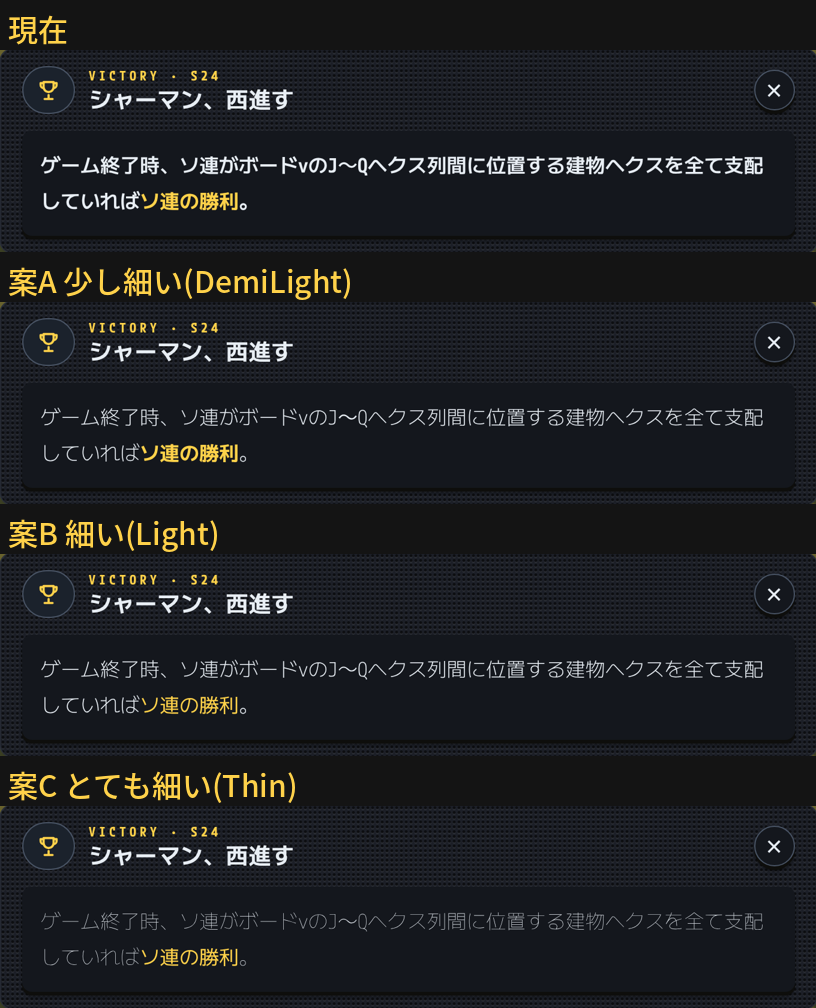 現在
VICTORY · S24
シャーマン、西進す
ゲーム終了時、ソ連がボードvのJ〜Qヘクス列間に位置する建物ヘクスを全て支配
していればソ連の勝利。
案A 少し細い(DemiLight)
VICTORY · S24
シャーマン、西進す
ゲーム終了時、ソ連がボードvのJ〜Qヘクス列間に位置する建物ヘクスを全て支配
していればソ連の勝利。
案B 細い(Light)
VICTORY · S24
シャーマン、西進す
ゲーム終了時、ソ連がボードvのJ〜Qヘクス列間に位置する建物ヘクスを全て支配
していればソ連の勝利。
案C とても細い(Thin)
VICTORY · S24
シャーマン、西進す
ゲーム終了時、ソ連がボードvのJ〜Qヘクス列間に位置する建物ヘクスを全て支配
していればソ連の勝利。